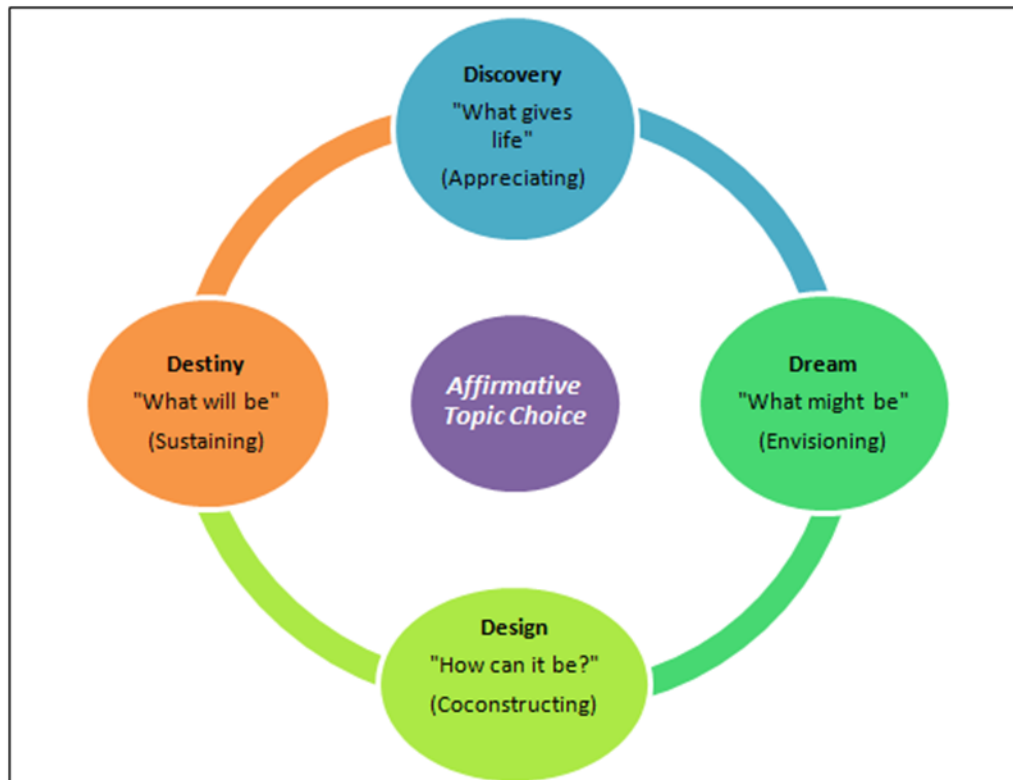 Discovery
"What gives
life"
(Appreciating)
Destiny
"What will be"
(Sustaining)
Affirmative
Topic Choice
Dream
"What might be"
(Envisioning)
Design
"How can it be?"
(Coconstructing)